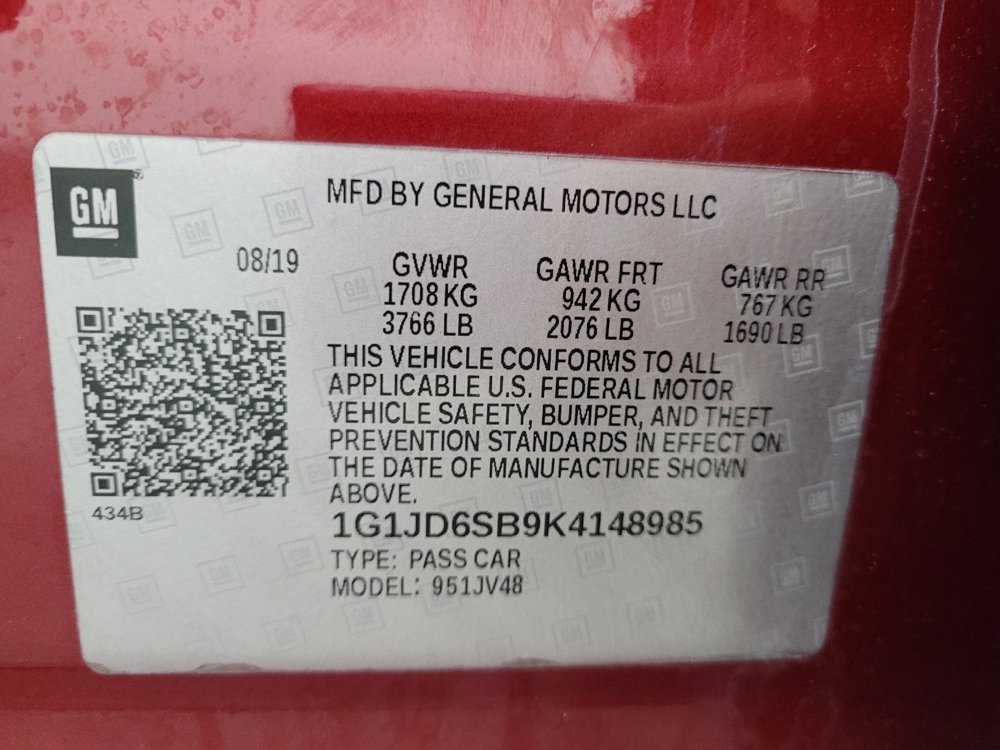 GM
MFD BY GENERAL MOTORS LLC
08/19
GVWR GAWR FRT GAWR RR
1708 KG 942 KG 767 KG
3766 LB 2076 LB 1690 LB
THIS VEHICLE CONFORMS TO ALL
APPLICABLE U.S. FEDERAL MOTOR
VEHICLE SAFETY, BUMPER, AND THEFT
PREVENTION STANDARDS IN EFFECT ON
THE DATE OF MANUFACTURE SHOWN
ABOVE.
434B
1G1JD6SB9K4148985
TYPE: PASS CAR
MODEL: 951JV48